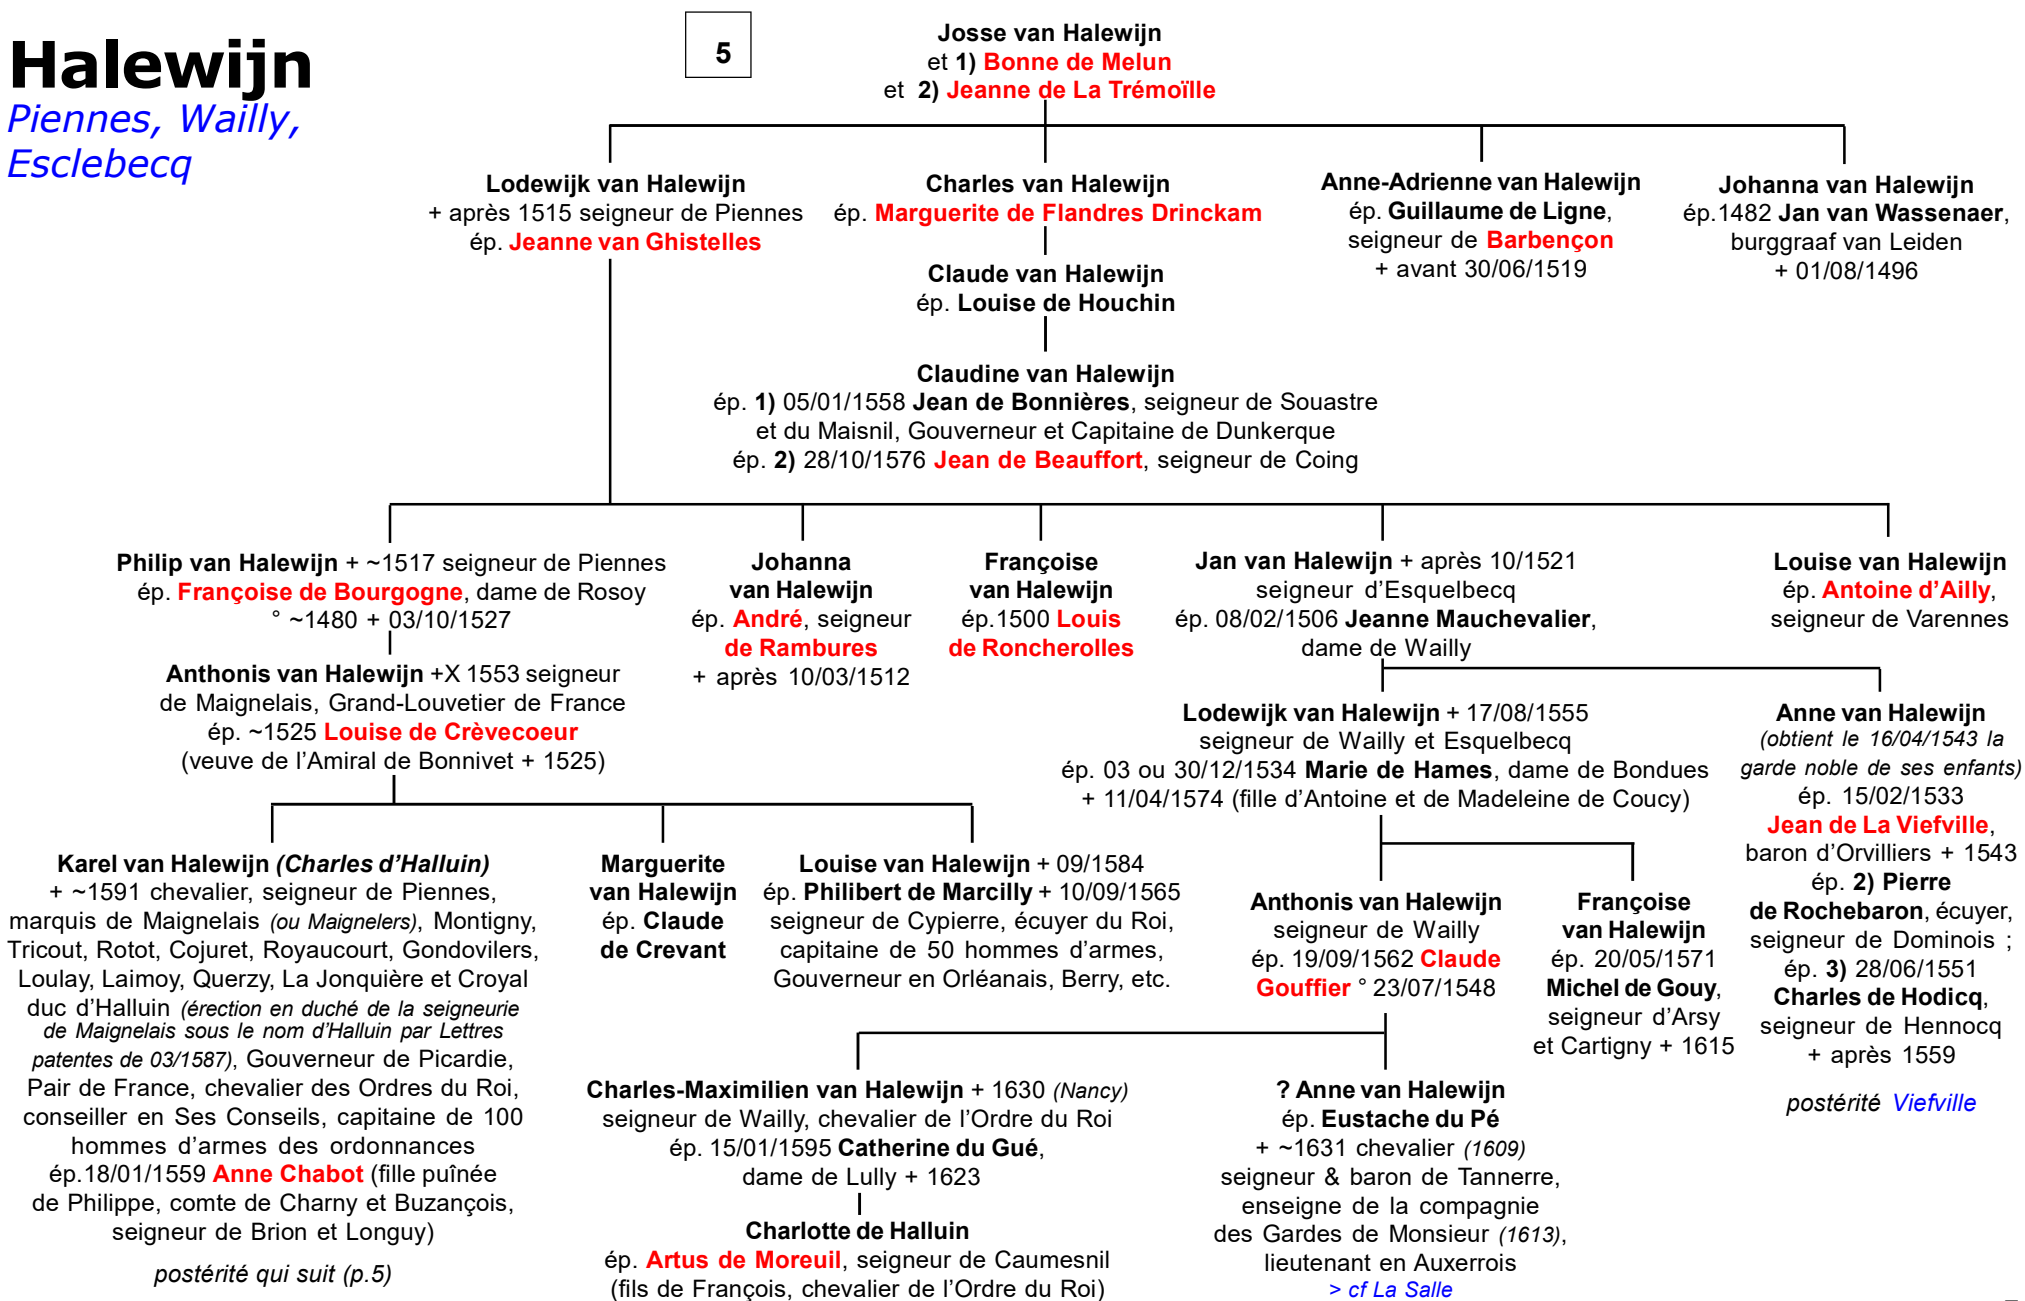 Halewijn
Piennes, Wailly,
Esclebecq
5
Josse van Halewijn
et 1) Bonne de Melun
et 2) Jeanne de La Trémoïlle
Lodewijk van Halewijn
+ après 1515 seigneur de Piennes
ép. Jeanne van Ghistelles
Charles van Halewijn
ép. Marguerite de Flandres Drinckam
Anne-Adrienne van Halewijn
ép. Guillaume de Ligne,
seigneur de Barbençon
+ avant 30/06/1519
Johanna van Halewijn
ép.1482 Jan van Wassenaer,
burggraaf van Leiden
+ 01/08/1496
Claude van Halewijn
ép. Louise de Houchin
Claudine van Halewijn
ép. 1) 05/01/1558 Jean de Bonnières, seigneur de Souastre
et du Maisnil, Gouverneur et Capitaine de Dunkerque
ép. 2) 28/10/1576 Jean de Beauffort, seigneur de Coing
Philip van Halewijn + ~1517 seigneur de Piennes
ép. Françoise de Bourgogne, dame de Rosoy
° ~1480 + 03/10/1527
Johanna
van Halewijn
ép. André, seigneur
de Rambures
+ après 10/03/1512
Françoise
van Halewijn
ép.1500 Louis
de Roncherolles
Jan van Halewijn + après 10/1521
seigneur d'Esquelbecq
ép. 08/02/1506 Jeanne Mauchevalier,
dame de Wailly
Louise van Halewijn
ép. Antoine d'Ailly,
seigneur de Varennes
Anthonis van Halewijn +X 1553 seigneur
de Maignelais, Grand-Louvetier de France
ép. ~1525 Louise de Crèvecoeur
(veuve de l'Amiral de Bonnivet + 1525)
Lodewijk van Halewijn + 17/08/1555
seigneur de Wailly et Esquelbecq
ép. 03 ou 30/12/1534 Marie de Hames, dame de Bondues
+ 11/04/1574 (fille d'Antoine et de Madeleine de Coucy)
Anne van Halewijn
(obtient le 16/04/1543 la
garde noble de ses enfants)
ép. 15/02/1533
Jean de La Viefville,
baron d'Orvilliers + 1543
ép. 2) Pierre
de Rochebaron, écuyer,
seigneur de Dominois ;
ép. 3) 28/06/1551
Charles de Hodicq,
seigneur de Hennocq
+ après 1559
postérité Viefville
Karel van Halewijn (Charles d'Halluin)
+ ~1591 chevalier, seigneur de Piennes,
marquis de Maignelais (ou Maignelers), Montigny,
Tricout, Rotot, Cojuret, Royaucourt, Gondovilers,
Loulay, Laimoy, Querzy, La Jonquière et Croyal
duc d'Halluin (érection en duché de la seigneurie
de Maignelais sous le nom d'Halluin par Lettres
patentes de 03/1587), Gouverneur de Picardie,
Pair de France, chevalier des Ordres du Roi,
conseiller en Ses Conseils, capitaine de 100
hommes d'armes des ordonnances
ép.18/01/1559 Anne Chabot (fille puînée
de Philippe, comte de Charny et Buzançois,
seigneur de Brion et Longuy)
postérité qui suit (p.5)
Marguerite
van Halewijn
ép. Claude
de Crevant
Louise van Halewijn + 09/1584
ép. Philibert de Marcilly + 10/09/1565
seigneur de Cypierre, écuyer du Roi,
capitaine de 50 hommes d'armes,
Gouverneur en Orléanais, Berry, etc.
Anthonis van Halewijn
seigneur de Wailly
ép. 19/09/1562 Claude
Gouffier ° 23/07/1548
Françoise
van Halewijn
ép. 20/05/1571
Michel de Gouy,
seigneur d'Arsy
et Cartigny + 1615
Charles-Maximilien van Halewijn + 1630 (Nancy)
seigneur de Wailly, chevalier de l'Ordre du Roi
ép. 15/01/1595 Catherine du Gué,
dame de Lully + 1623
Charlotte de Halluin
ép. Artus de Moreuil, seigneur de Caumesnil
(fils de François, chevalier de l'Ordre du Roi)
? Anne van Halewijn
ép. Eustache du Pé
+ ~1631 chevalier (1609)
seigneur & baron de Tannerre,
enseigne de la compagnie
des Gardes de Monsieur (1613),
lieutenant en Auxerrois
> cf La Salle